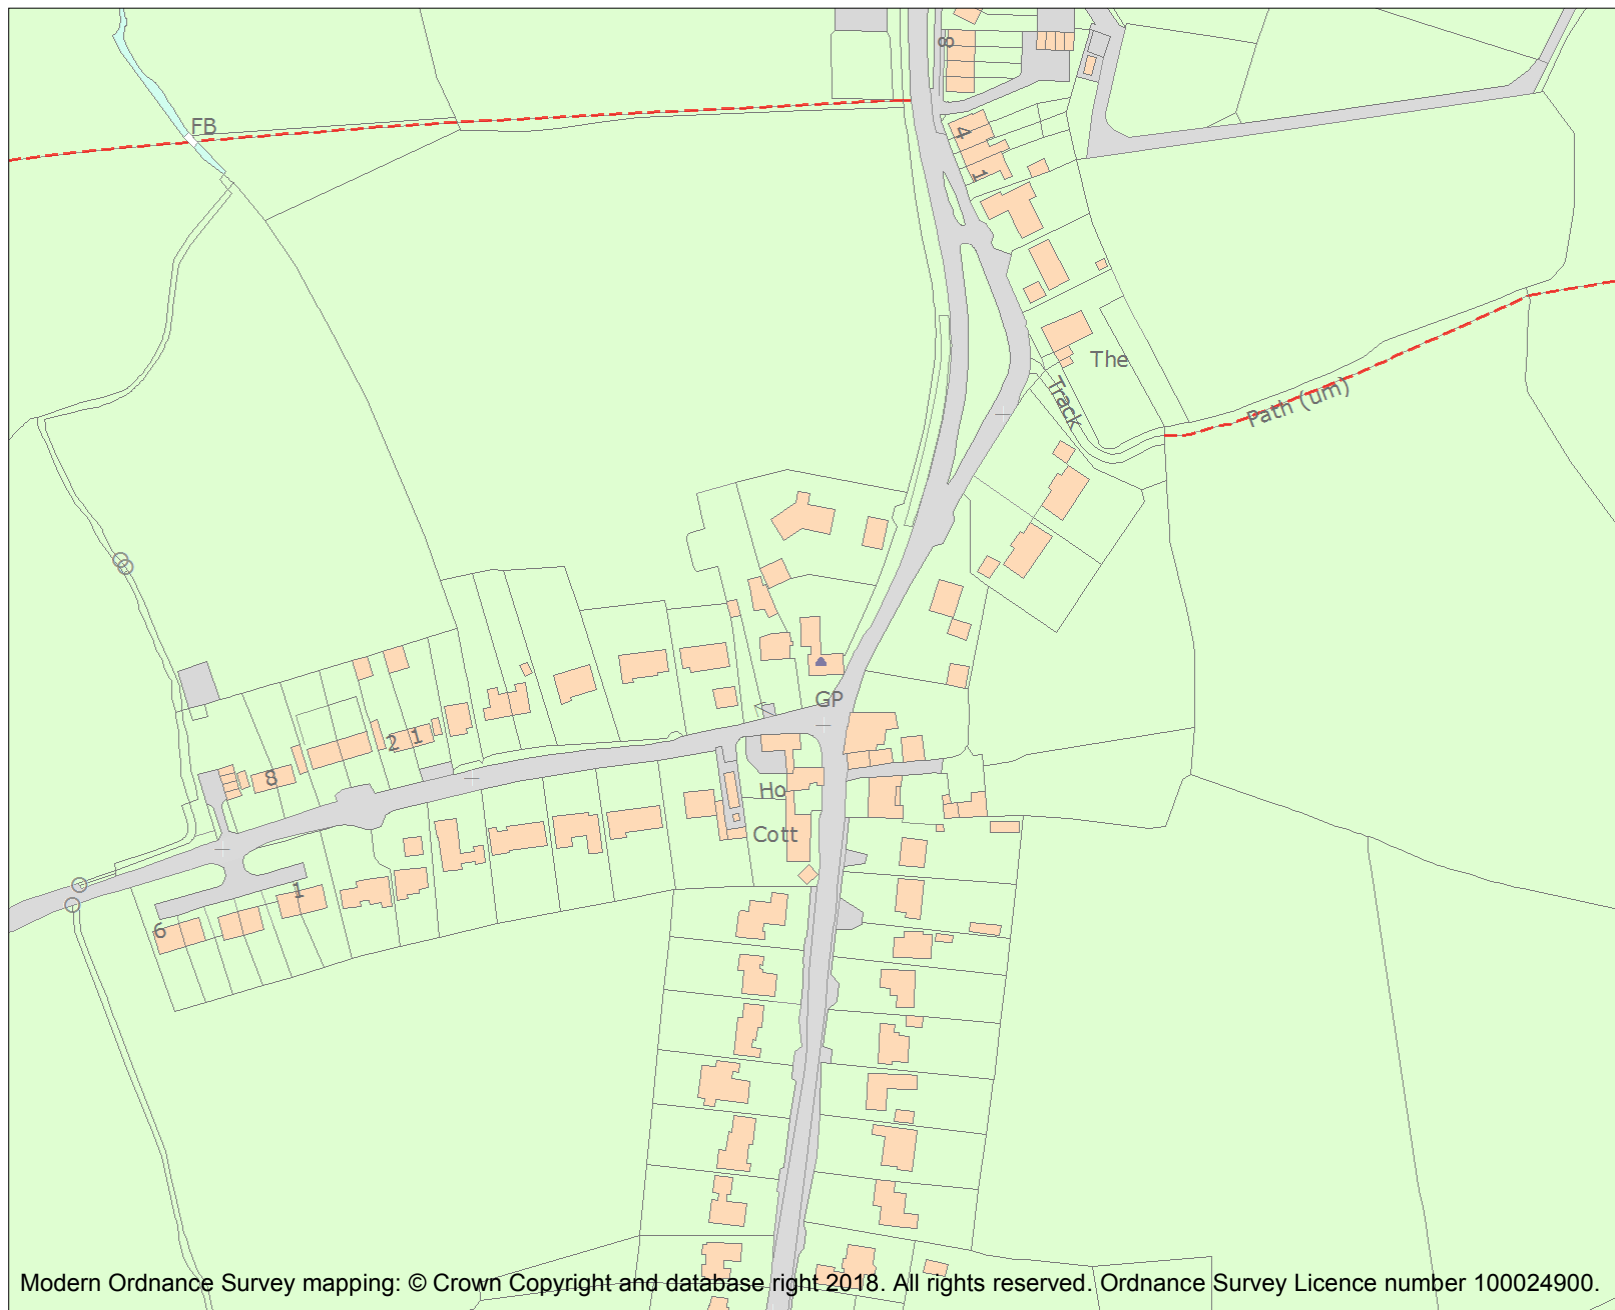 8
FB
4
1
The
Track
Path (um)
GP
2 1
8
Ho
Cott
1
6
Modern Ordnance Survey mapping: © Crown Copyright and database right 2018. All rights reserved. Ordnance Survey Licence number 100024900.